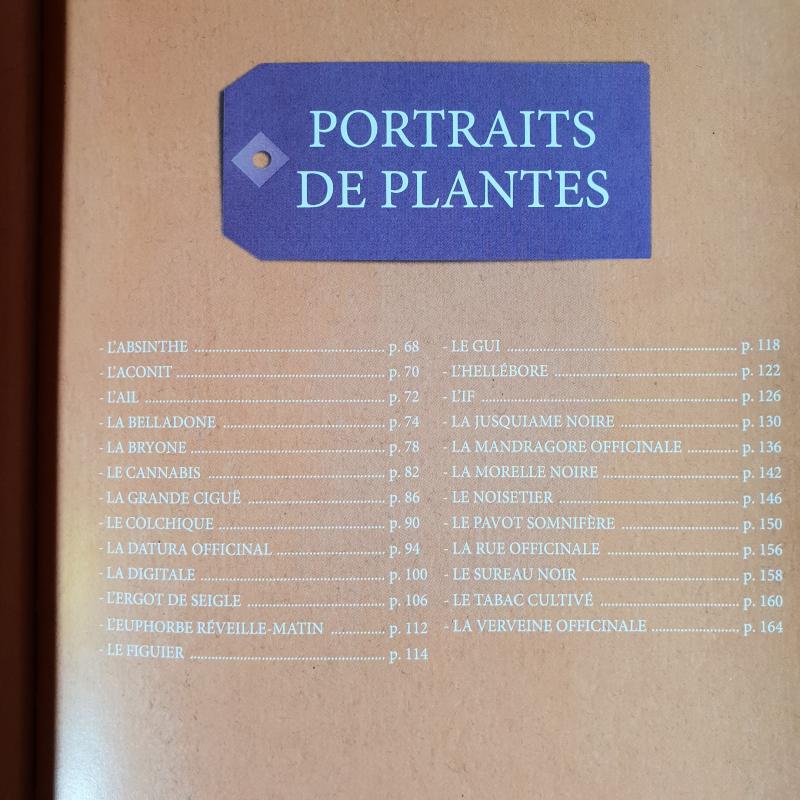 PORTRAITS
DE PLANTES
- L'ABSINTHE ........................ p. 68
- L'ACONIT ........................ p. 70
- L'AIL ........................ p. 72
- LA BELLADONE ........................ p. 74
- LA BRYONE ........................ p. 78
- LE CANNABIS ........................ p. 82
- LA GRANDE CIGUË ........................ p. 86
- LE COLCHIQUE ........................ p. 90
- LA DATURA OFFICINAL ........................ p. 94
- LA DIGITALE ........................ p. 100
- L'ERGOT DE SEIGLE ........................ p. 106
- L'EUPHORBE RÉVEILLE-MATIN ............ p. 112
- LE FIGUIER ........................ p. 114
- LE GUI ........................ p. 118
- L'HELLÉBORE ........................ p. 122
- L'IF ........................ p. 126
- LA JUSQUIAME NOIRE ........................ p. 130
- LA MANDRAGORE OFFICINALE ............ p. 136
- LA MORELLE NOIRE ........................ p. 142
- LE NOISETIER ........................ p. 146
- LE PAVOT SOMNIFÈRE ........................ p. 150
- LA RUE OFFICINALE ........................ p. 156
- LE SUREAU NOIR ........................ p. 158
- LE TABAC CULTIVÉ ........................ p. 160
- LA VERVEINE OFFICINALE ........................ p. 164